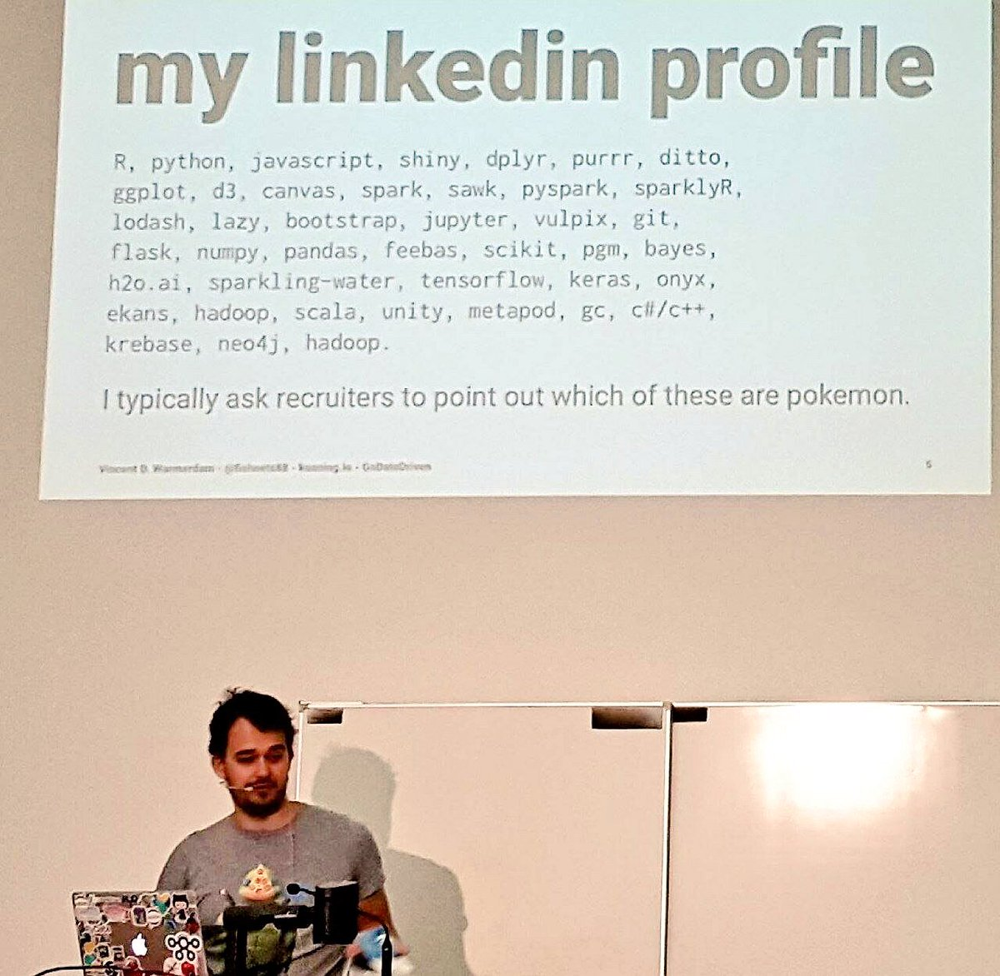 my linkedin profile
R, python, javascript, shiny, dplyr, purrr, ditto,
ggplot, d3, canvas, spark, sawk, pyspark, sparklyR,
lodash, lazy, bootstrap, jupyter, vulpix, git,
flask, numpy, pandas, feebas, scikit, pgm, bayes,
h2o.ai, sparkling-water, tensorflow, keras, onyx,
ekans, hadoop, scala, unity, metapod, gc, c#/c++,
krebase, neo4j, hadoop.
I typically ask recruiters to point out which of these are pokemon.
Vincent D. Warmerdam - - GoDataDriven
5